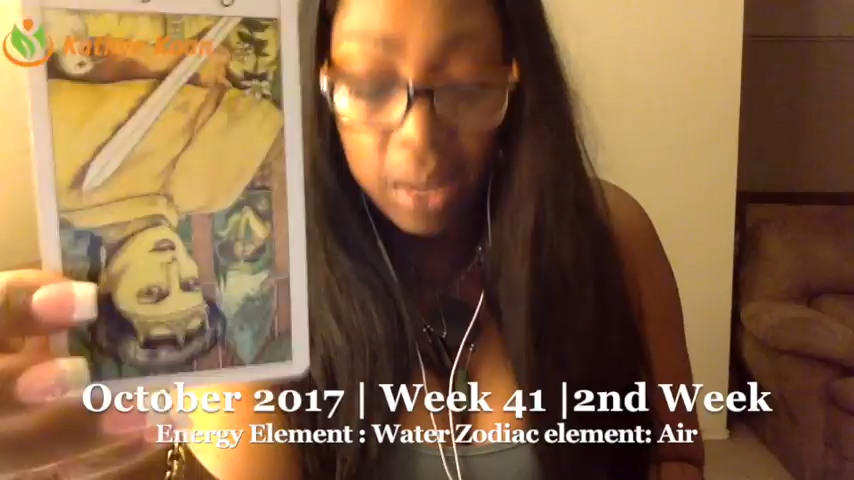 October 2017 | Week 41 |2nd Week
Energy Element : Water Zodiac element: Air